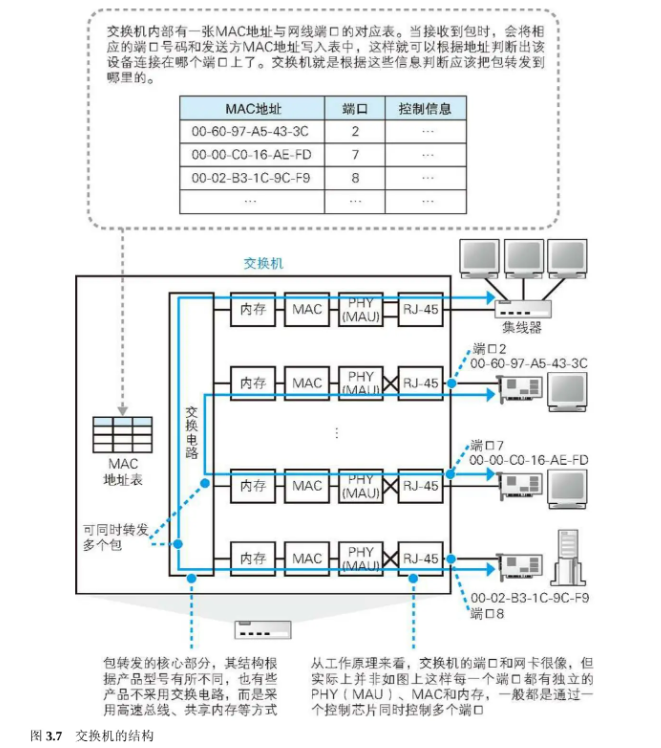 交换机内部有一张MAC地址与网线端口的对应表。当接收到包时，会将相
应的端口号码和发送方MAC地址写入表中，这样就可以根据地址判断出该
设备连接在哪个端口上了。交换机就是根据这些信息判断应该把包转发到
哪里的。
MAC地址 端口 控制信息
00-60-97-A5-43-3C 2 …
00-00-C0-16-AE-FD 7 …
00-02-B3-1C-9C-F9 8 …
… … …
交换机
内存 MAC PHY (MAU) RJ-45
集线器
端口2
00-60-97-A5-43-3C
内存 MAC PHY (MAU) RJ-45
交换电路
⋮
MAC
地址表
端口7
00-00-C0-16-AE-FD
内存 MAC PHY (MAU) RJ-45
可同时转发
多个包
内存 MAC PHY (MAU) RJ-45
00-02-B3-1C-9C-F9
端口8
包转发的核心部分，其结构根
据产品型号有所不同，也有些
产品不采用交换电路，而是采
用高速总线、共享内存等方式
从工作原理来看，交换机的端口和网卡很像，但
实际上并非如图上这样每一个端口都有独立的
PHY（MAU）、MAC和内存，一般都是通过一
个控制芯片同时控制多个端口
图 3.7 交换机的结构